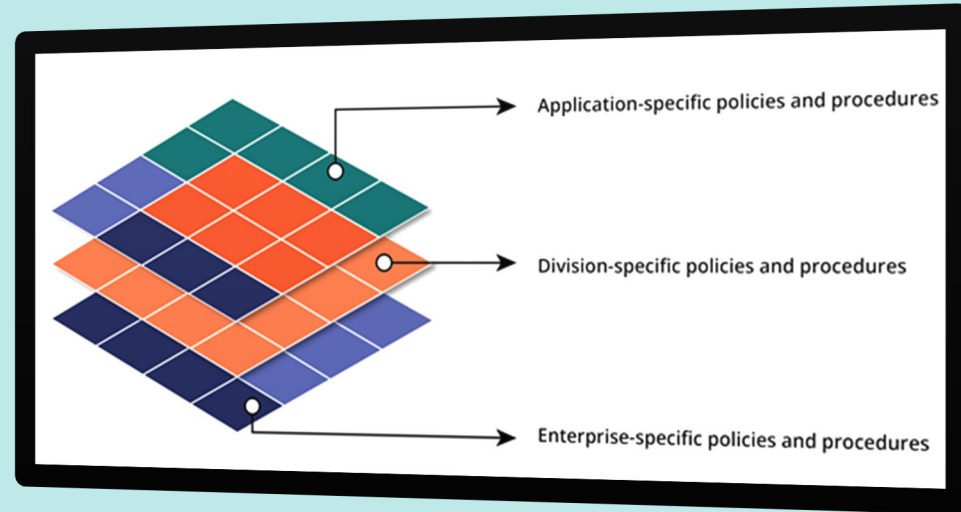 Application-specific policies and procedures
Division-specific policies and procedures
Enterprise-specific policies and procedures